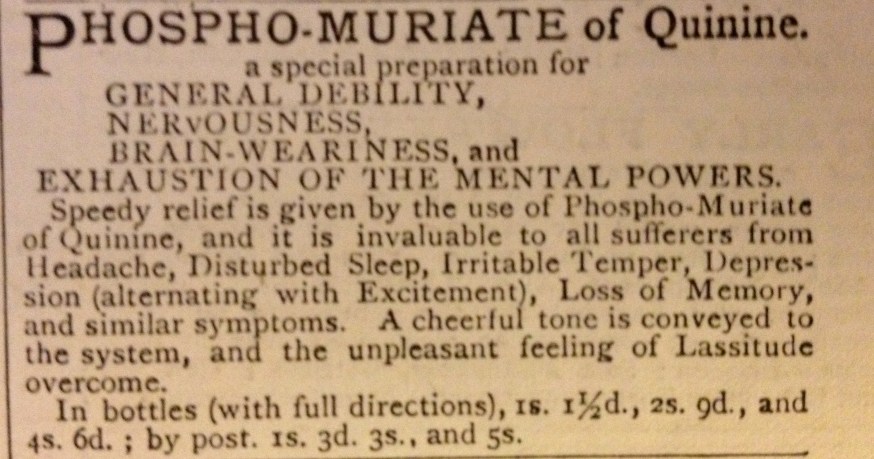 PHOSPHO-MURIATE of Quinine.
a special preparation for
GENERAL DEBILITY,
NERVOUSNESS,
BRAIN-WEARINESS, and
EXHAUSTION OF THE MENTAL POWERS.
Speedy relief is given by the use of Phospho-Muriate
of Quinine, and it is invaluable to all sufferers from
Headache, Disturbed Sleep, Irritable Temper, Depres-
sion (alternating with Excitement), Loss of Memory,
and similar symptoms. A cheerful tone is conveyed to
the system, and the unpleasant feeling of Lassitude
overcome.
In bottles (with full directions), 1s. 1½d., 2s. 9d., and
4s. 6d. ; by post. 1s. 3d. 3s., and 5s.